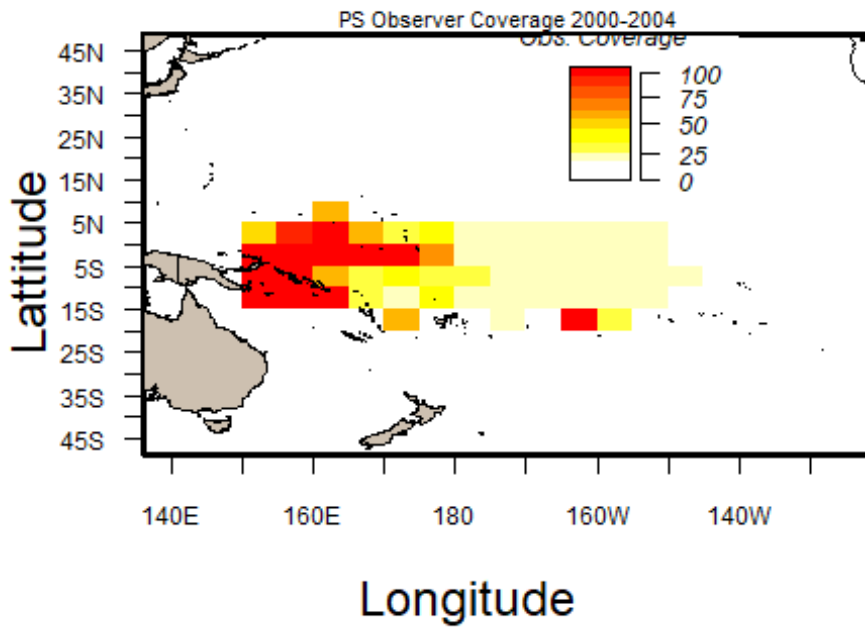 PS Observer Coverage 2000-2004
Obs. Coverage
100
75
50
25
0
45N
35N
25N
15N
5N
5S
15S
25S
35S
45S
Lattitude
140E 160E 180 160W 140W
Longitude